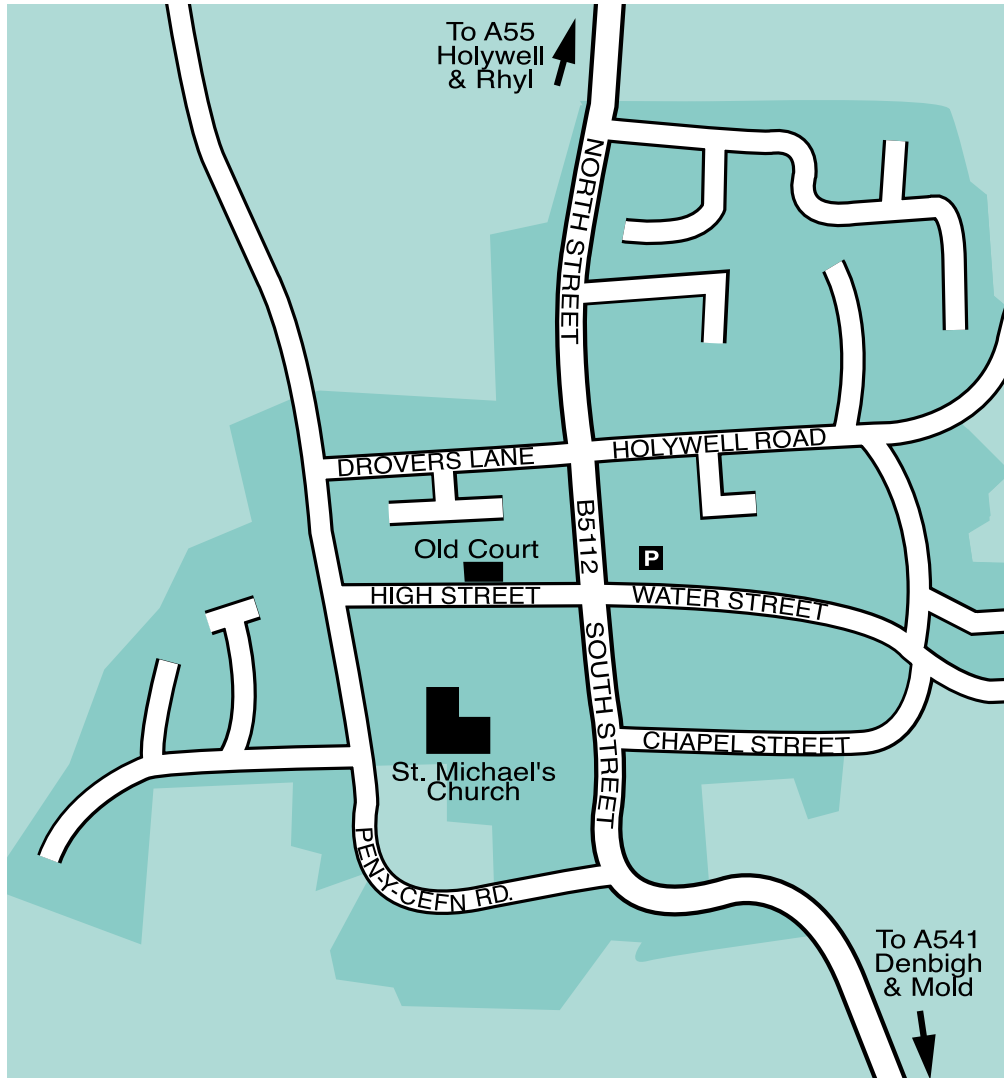 To A55
Holywell
& Rhyl
NORTH STREET
DROVERS LANE
HOLYWELL ROAD
B5112
Old Court
P
HIGH STREET
WATER STREET
SOUTH STREET
CHAPEL STREET
St. Michael's
Church
PEN-Y-CEFN RD.
To A541
Denbigh
& Mold